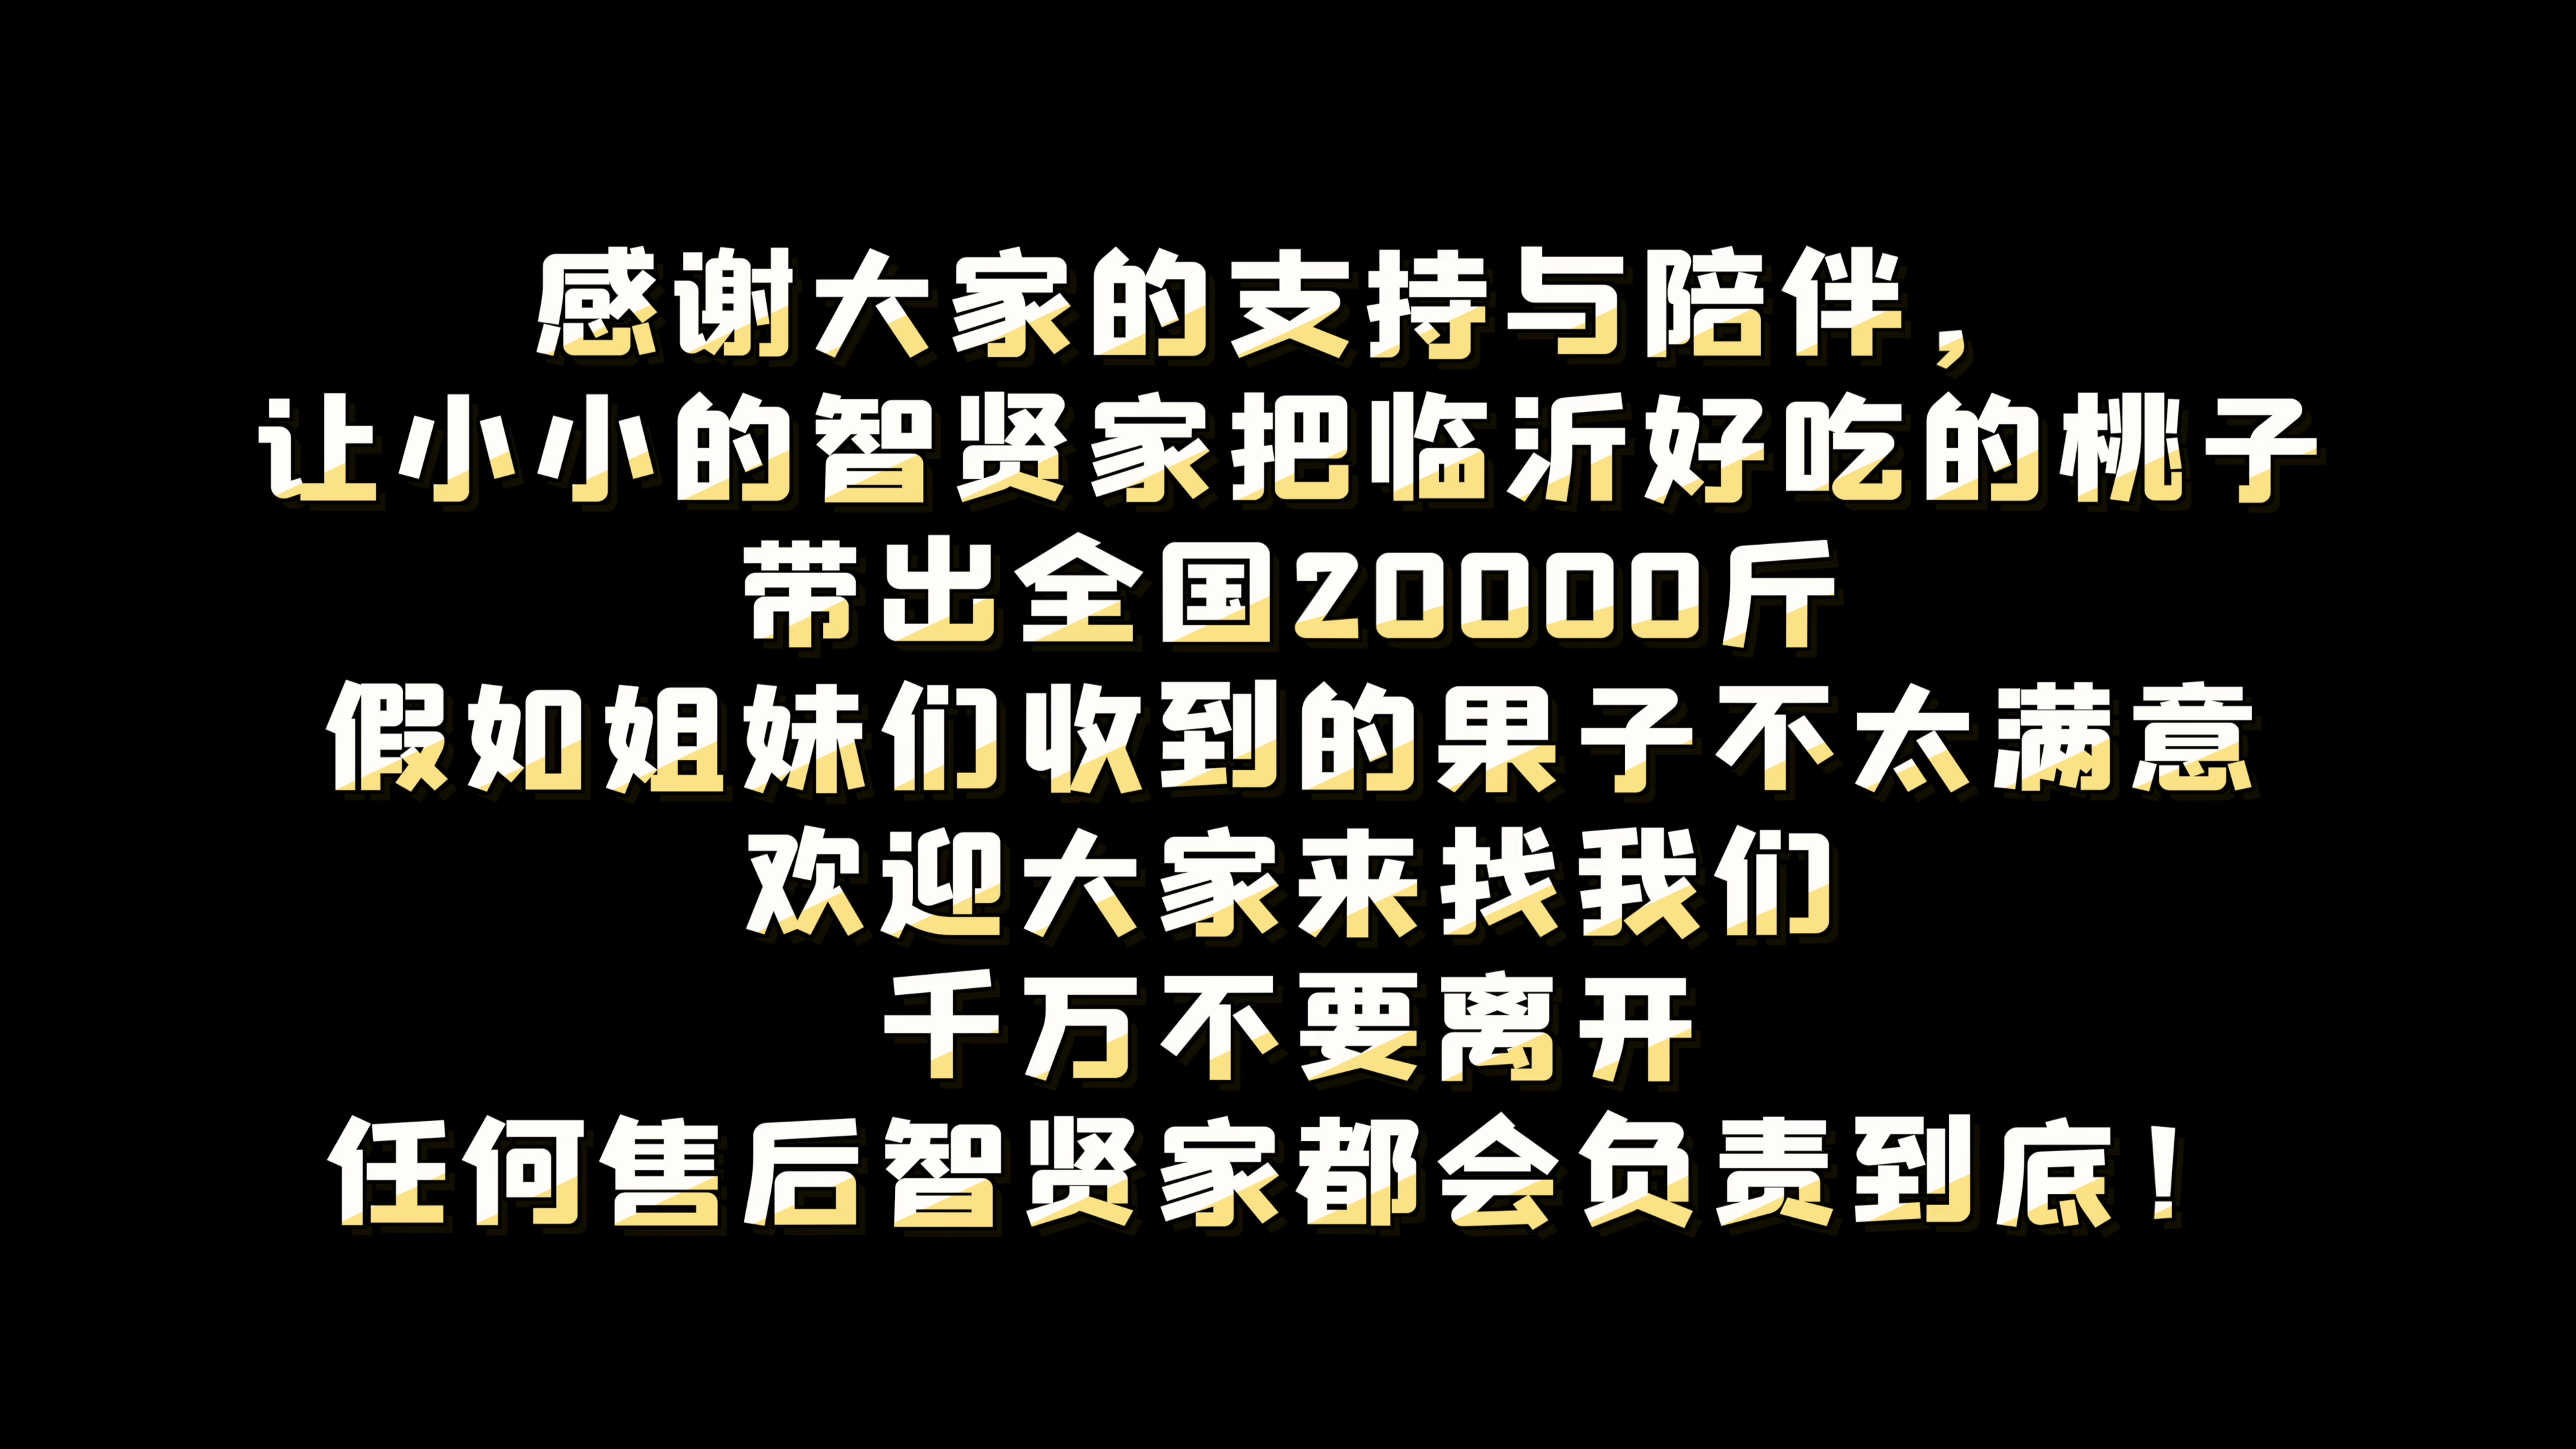 感谢大家的支持与陪伴，
让小小的智贤家把临沂好吃的桃子
带出全国20000斤
假如姐妹们收到的果子不太满意
欢迎大家来找我们
千万不要离开
任何售后智贤家都会负责到底！